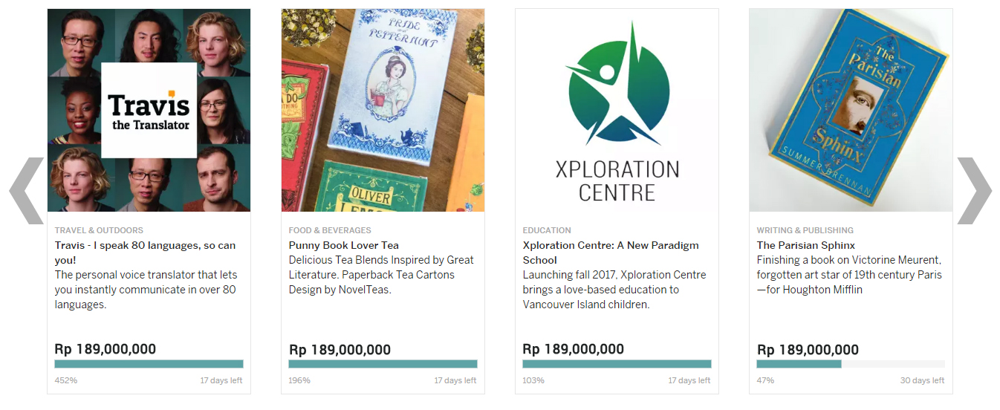 Travis
the Translator
TRAVEL & OUTDOORS
Travis - I speak 80 languages, so can
you!
The personal voice translator that lets
you instantly communicate in over 80
languages.
Rp 189,000,000
452%
17 days left
PRIDE
and
PEPPERMINT
OLIVER
FOOD & BEVERAGES
Punny Book Lover Tea
Delicious Tea Blends Inspired by Great
Literature. Paperback Tea Cartons
Design by NovelTeas.
Rp 189,000,000
196%
17 days left
XPLORATION
CENTRE
EDUCATION
Xploration Centre: A New Paradigm
School
Launching fall 2017, Xploration Centre
brings a love-based education to
Vancouver Island children.
Rp 189,000,000
103%
17 days left
The
Parisian
Sphinx
SUMMER BRENNAN
WRITING & PUBLISHING
The Parisian Sphinx
Finishing a book on Victorine Meurent,
forgotten art star of 19th century Paris
—for Houghton Mifflin
Rp 189,000,000
47%
30 days left